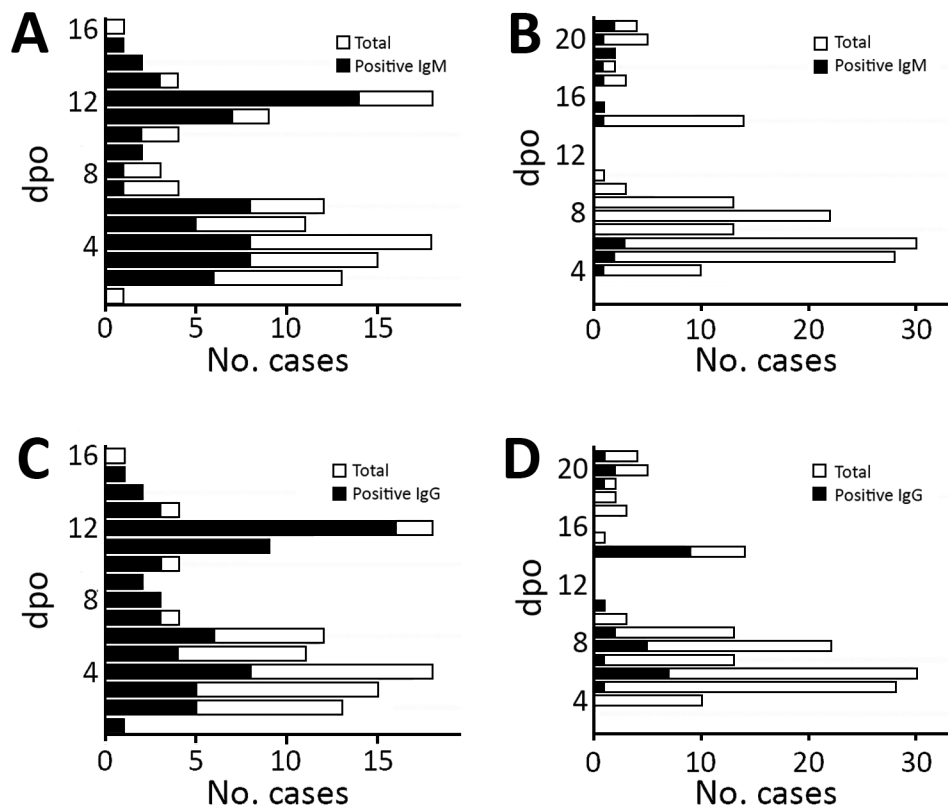 A
16
12
8
4
dpo
Total
Positive IgM
0 5 10 15
No. cases
B
20
16
12
8
4
dpo
Total
Positive IgM
0 10 20 30
No. cases
C
16
12
8
4
dpo
Total
Positive IgG
0 5 10 15
No. cases
D
20
16
12
8
4
dpo
Total
Positive IgG
0 10 20 30
No. cases